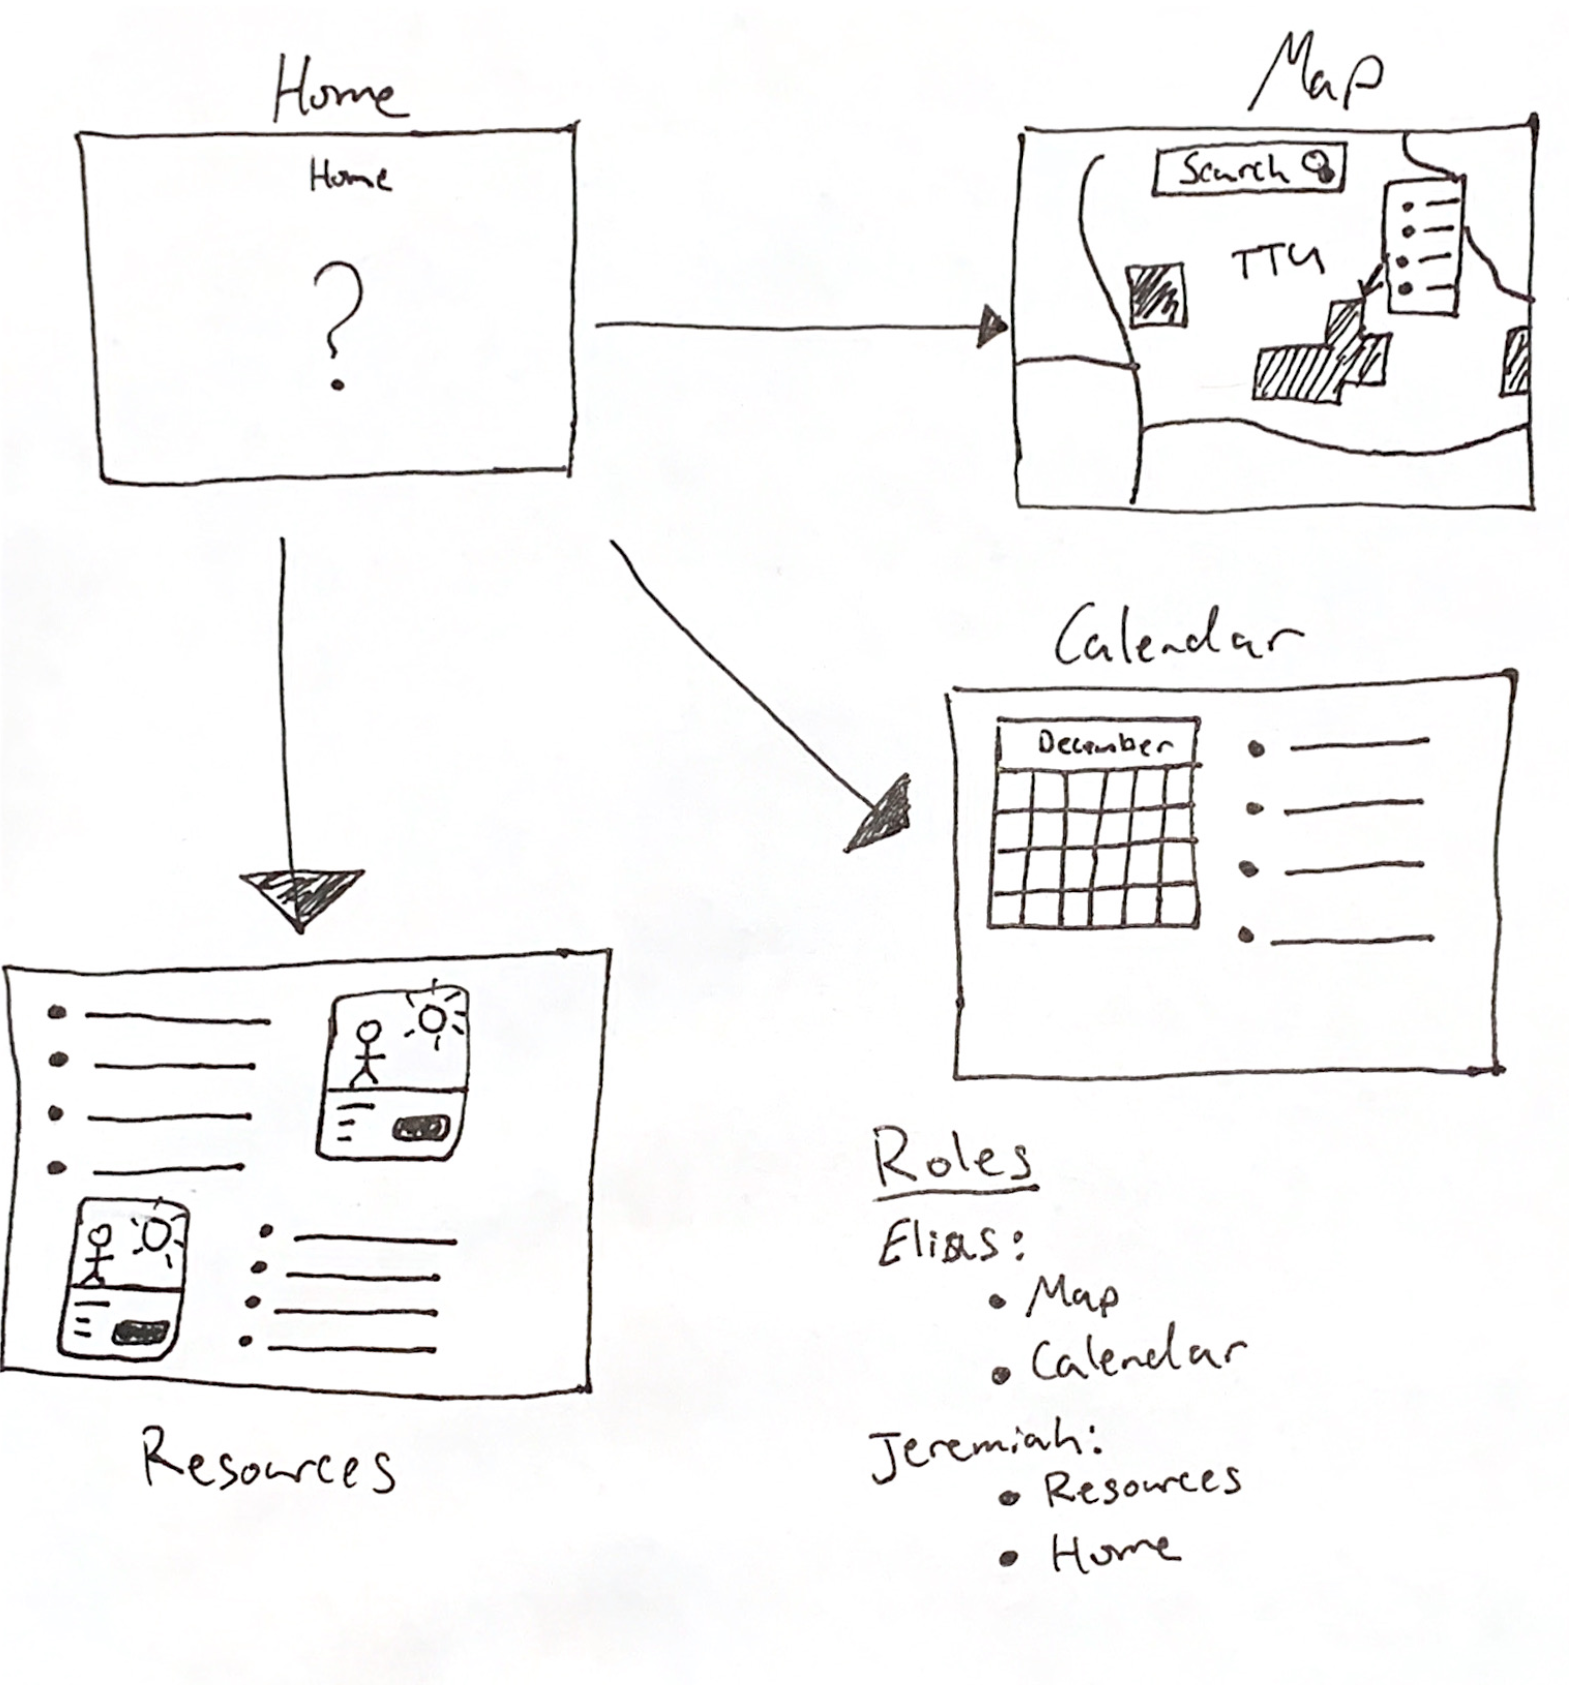 Home
Home
?
Map
Search
TTU
Calendar
December
Resources
Roles
Elias:
• Map
• Calendar
Jeremiah:
• Resources
• Home